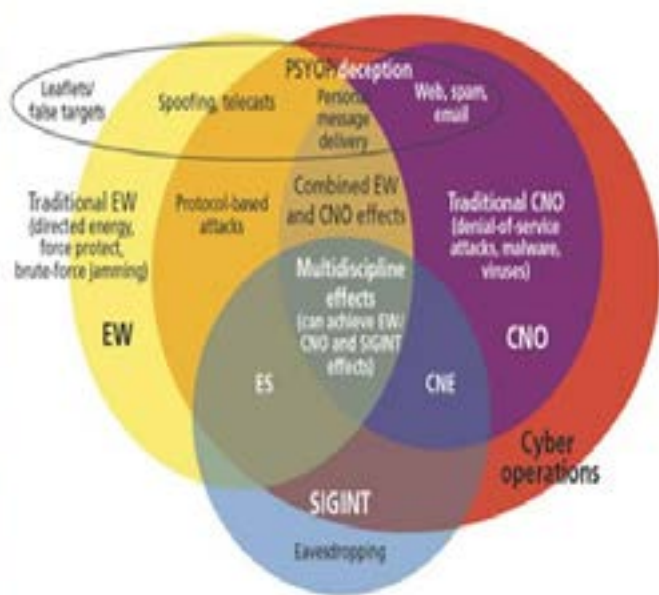 PSYOP/deception
Leaflets/
false targets
Spoofing, telecasts
Personal
message
delivery
Web, spam,
email
Traditional EW
(directed energy,
force protect,
brute-force jamming)
Protocol-based
attacks
Combined EW
and CNO effects
Traditional CNO
(denial-of-service
attacks, malware,
viruses)
Multidiscipline
effects
(can achieve EW/
CNO and SIGINT
effects)
EW
CNO
ES
CNE
Cyber
operations
SIGINT
Eavesdropping